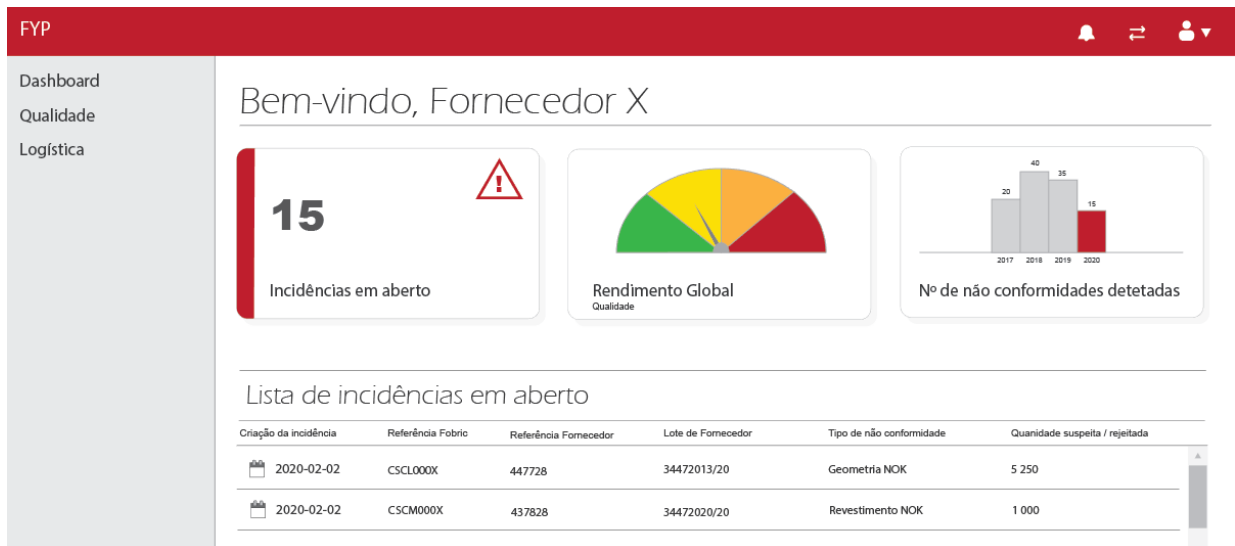 FYP
Dashboard
Qualidade
Logística
Bem-vindo, Fornecedor X
15
Incidências em aberto
Rendimento Global
Qualidade
20
40
35
15
2017 2018 2019 2020
Nº de não conformidades detetadas
Lista de incidências em aberto
Criação da incidência Referência Fobric Referência Fornecedor Lote de Fornecedor Tipo de não conformidade Quanidade suspeita / rejeitada
2020-02-02 CSCL000X 447728 34472013/20 Geometria NOK 5 250
2020-02-02 CSCM000X 437828 34472020/20 Revestimento NOK 1 000